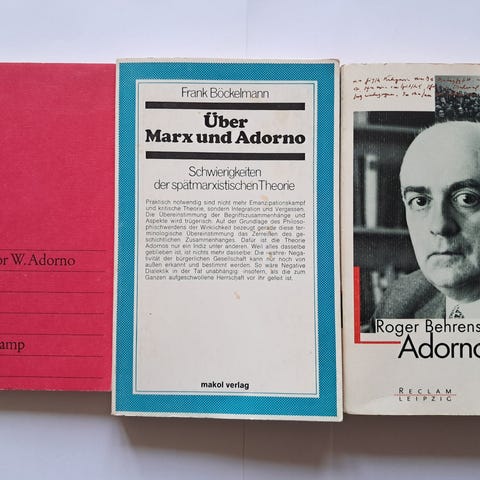 or W. Adorno
amp
Frank Böckelmann
Über
Marx und Adorno
Schwierigkeiten
der spätmarxistischen Theorie
Praktisch notwendig sind nicht mehr Emanzipationskampf
und kritische Theorie, sondern Integration und Vergessen.
Die Übereinstimmung der Begriffszusammenhänge und
Aspekte wird trügerisch. Auf der Grundlage des Philoso-
phischwerdens der Wirklichkeit bezeugt gerade diese ter-
minologische Übereinstimmung das Zerreißen des ge-
schichtlichen Zusammenhanges. Dafür ist die Theorie
Adornos nur ein Indiz unter anderen. Weil alles dasselbe
geblieben ist, ist nichts mehr dasselbe. Die »wahre« Nega-
tivität der bürgerlichen Gesellschaft kann nur noch von
außen erkannt und bestimmt werden. So wäre Negative
Dialektik in der Tat unabhängig: insofern, als die zum
Ganzen aufgeschwollene Herrschaft vor ihr gefeit ist.
makol verlag
Roger Behrens
Adorno
RECLAM
LEIPZIG